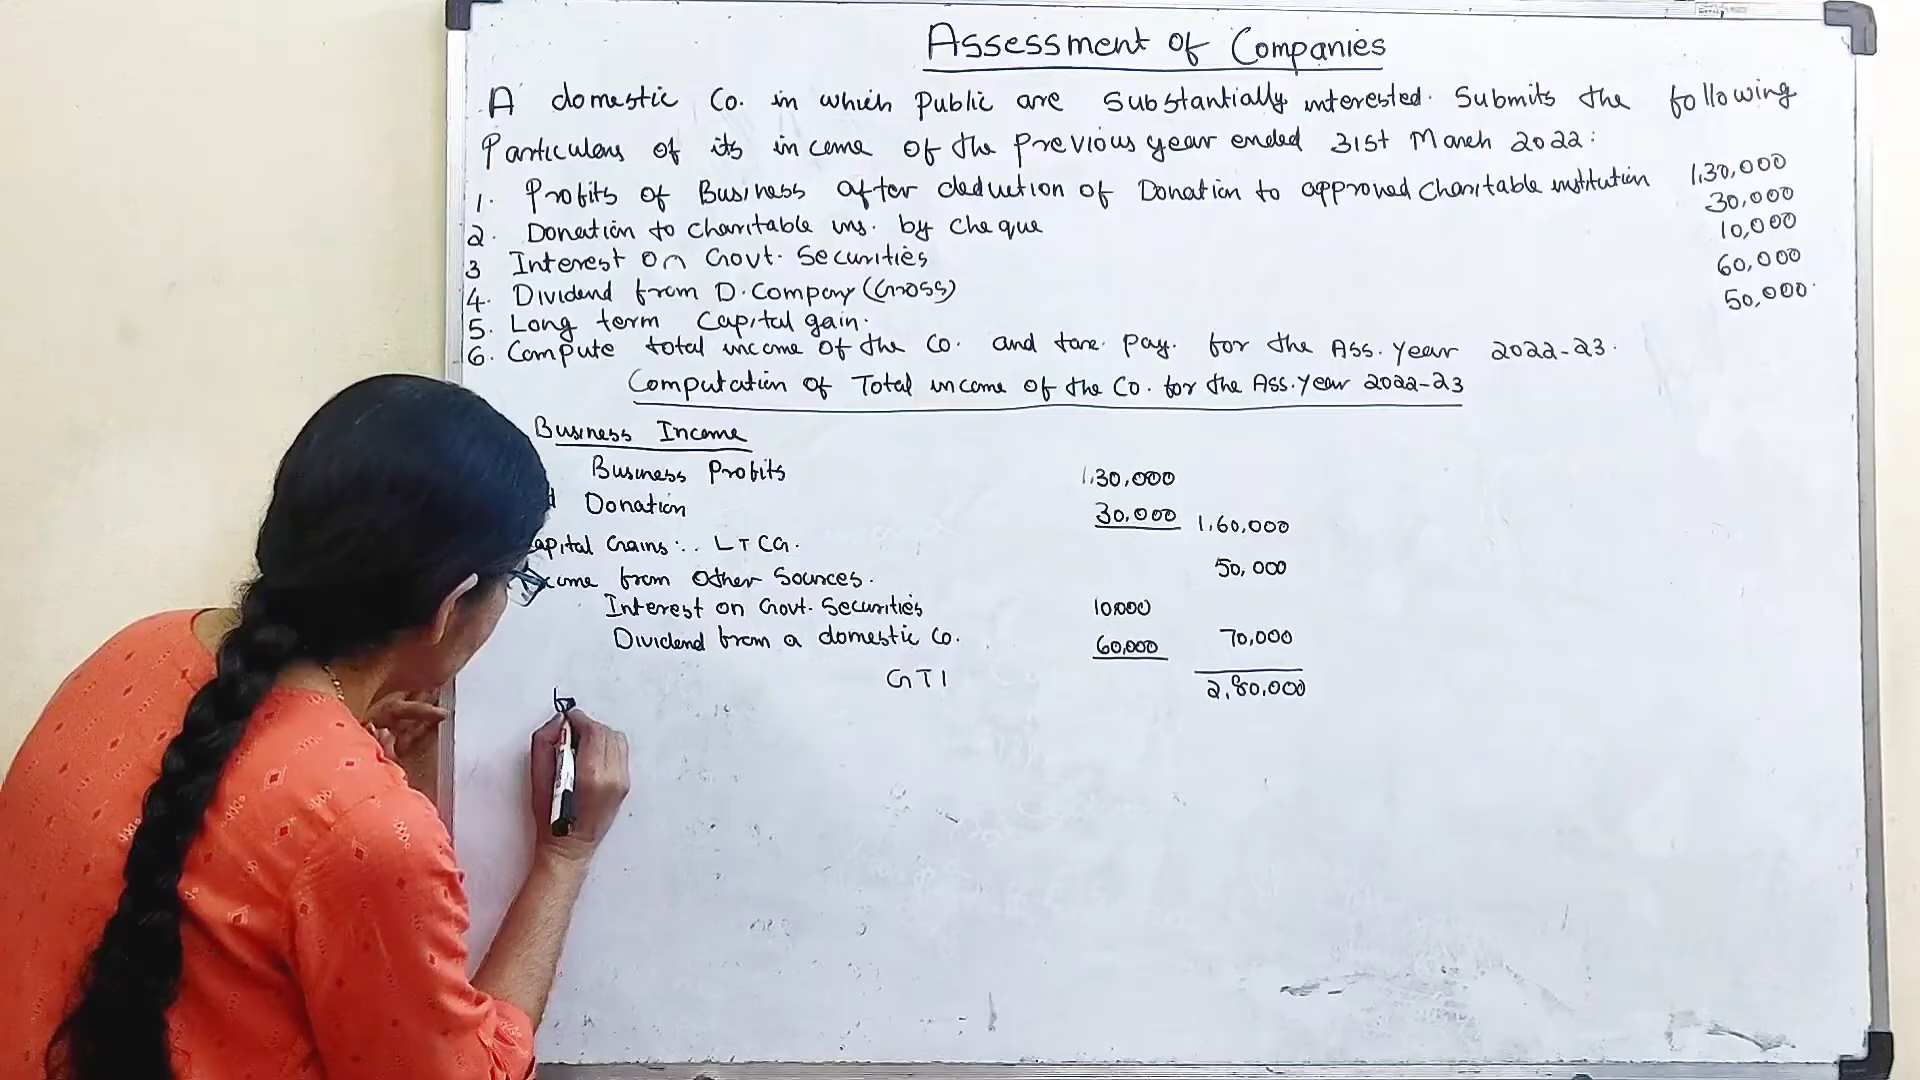 Assessment of Companies
A domestic Co. in which Public are Substantially interested. Submits the following
Particulars of its income of the Previous year ended 31st March 2022:
1. Profits of Business after deduction of Donation to approved Charitable institution 1,30,000
2. Donation to charitable ins. by cheque 30,000
3 Interest on Govt. Securities 10,000
4. Dividend from D. Company (Gross) 60,000
5. Long term Capital gain. 50,000.
6. Compute total income of the Co. and tax. pay. for the Ass. year 2022-23.
Computation of Total income of the Co. for the Ass. Year 2022-23
Business Income
Business Profits 1,30,000
Donation 30,000 1,60,000
apital Gains:. LTCG. 50,000
come from Other Sources.
Interest on Govt. Securities 10,000
Dividend from a domestic Co. 60,000 70,000
GTI 2,80,000